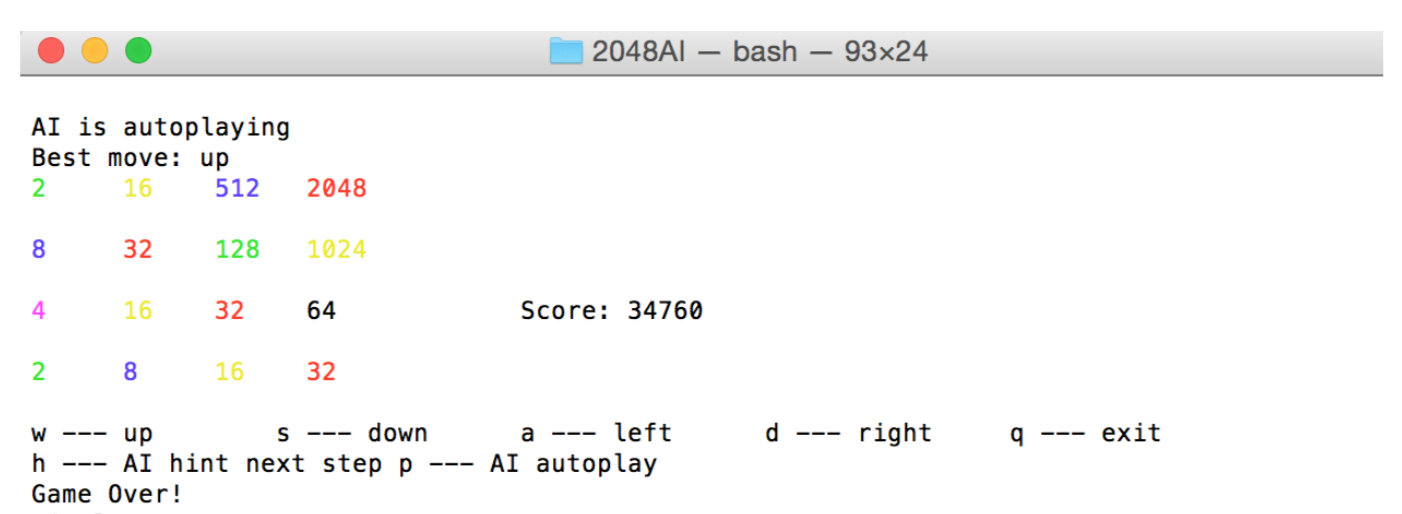 2048AI — bash — 93×24
AI is autoplaying
Best move: up
2 16 512 2048
8 32 128 1024
4 16 32 64 Score: 34760
2 8 16 32
w --- up s --- down a --- left d --- right q --- exit
h --- AI hint next step p --- AI autoplay
Game Over!